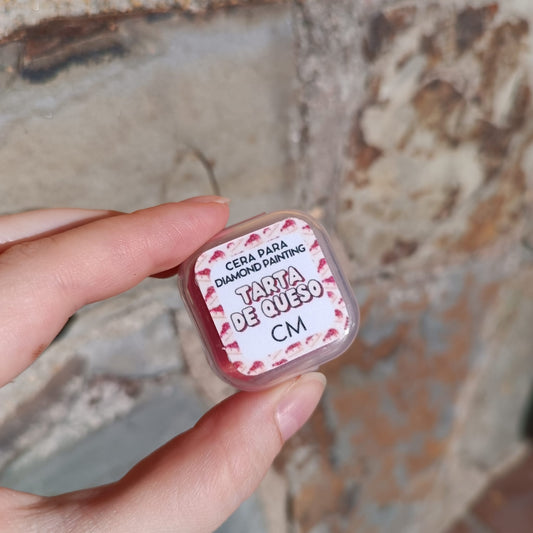 CERA PARA
DIAMOND PAINTING
TARTA
DE QUESO
CM